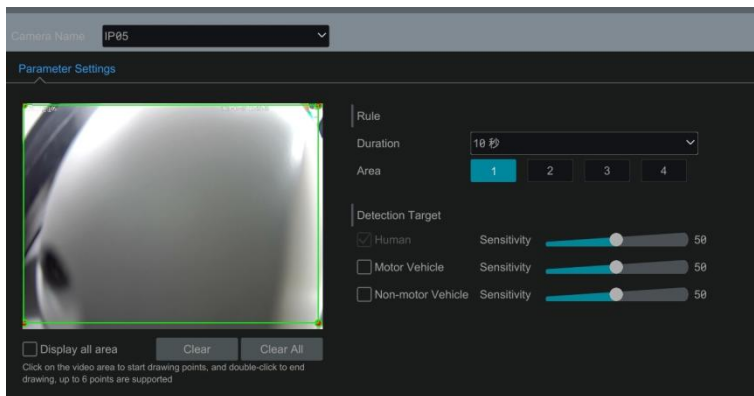 Camera Name IP05
Parameter Settings
Rule
Duration 10 秒
Area 1 2 3 4
Detection Target
Human Sensitivity 50
Motor Vehicle Sensitivity 50
Non-motor Vehicle Sensitivity 50
Display all area Clear Clear All
Click on the video area to start drawing points, and double-click to end
drawing, up to 6 points are supported